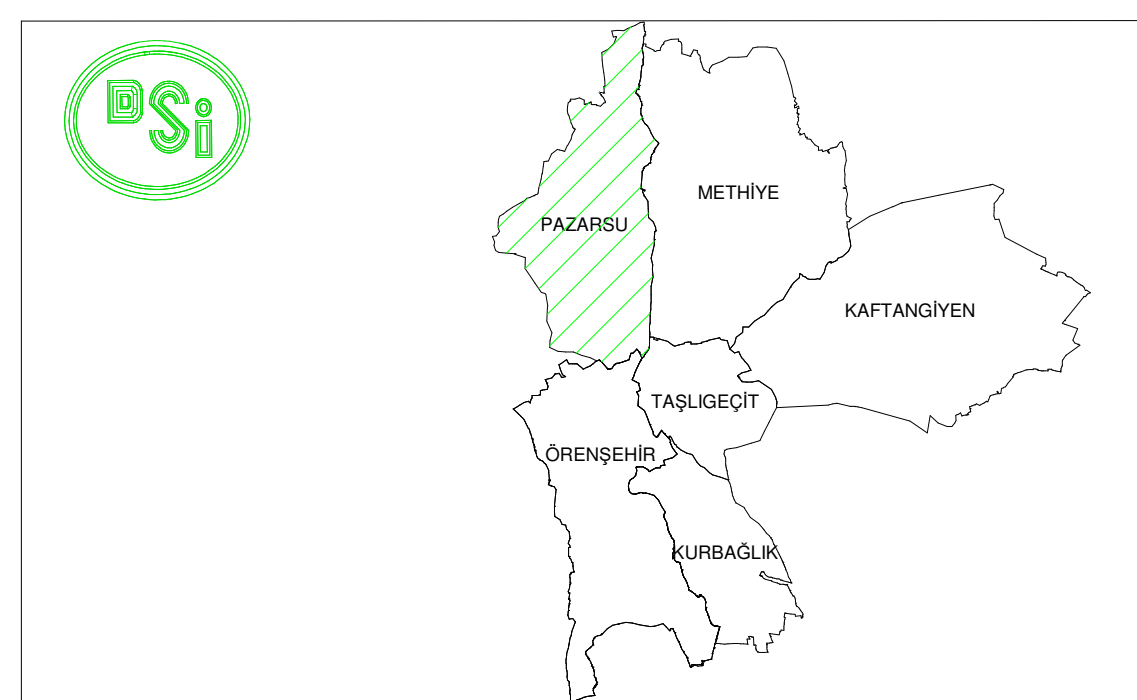 DSi
METHİYE
PAZARSU
KAFTANGİYEN
TAŞLIGEÇİT
ÖRENŞEHİR
KURBAĞLIK